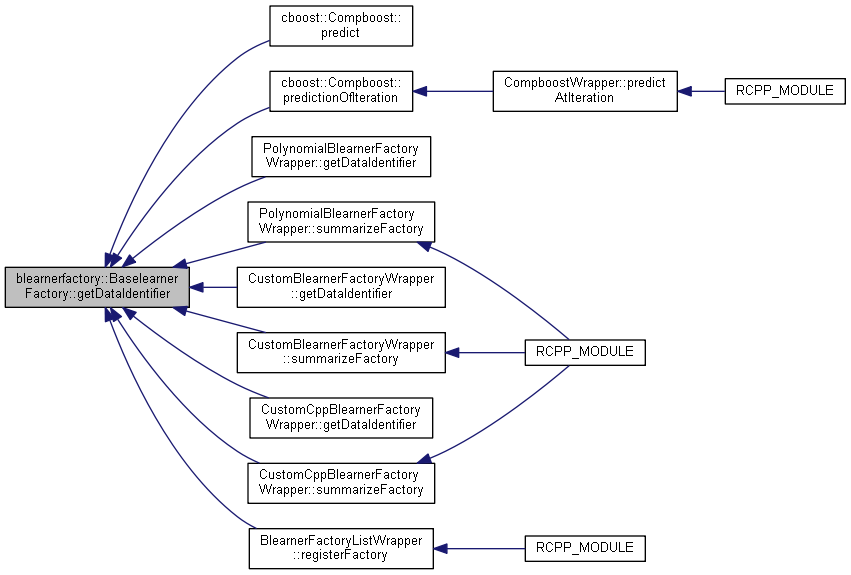 cboost::Compboost::
predict
cboost::Compboost::
predictionOfIteration
CompboostWrapper::predict
AtIteration
RCPP_MODULE
PolynomialBlearnerFactory
Wrapper::getDataIdentifier
PolynomialBlearnerFactory
Wrapper::summarizeFactory
blearnerfactory::Baselearner
Factory::getDataIdentifier
CustomBlearnerFactoryWrapper
::getDataIdentifier
CustomBlearnerFactoryWrapper
::summarizeFactory
RCPP_MODULE
CustomCppBlearnerFactory
Wrapper::getDataIdentifier
CustomCppBlearnerFactory
Wrapper::summarizeFactory
BlearnerFactoryListWrapper
::registerFactory
RCPP_MODULE